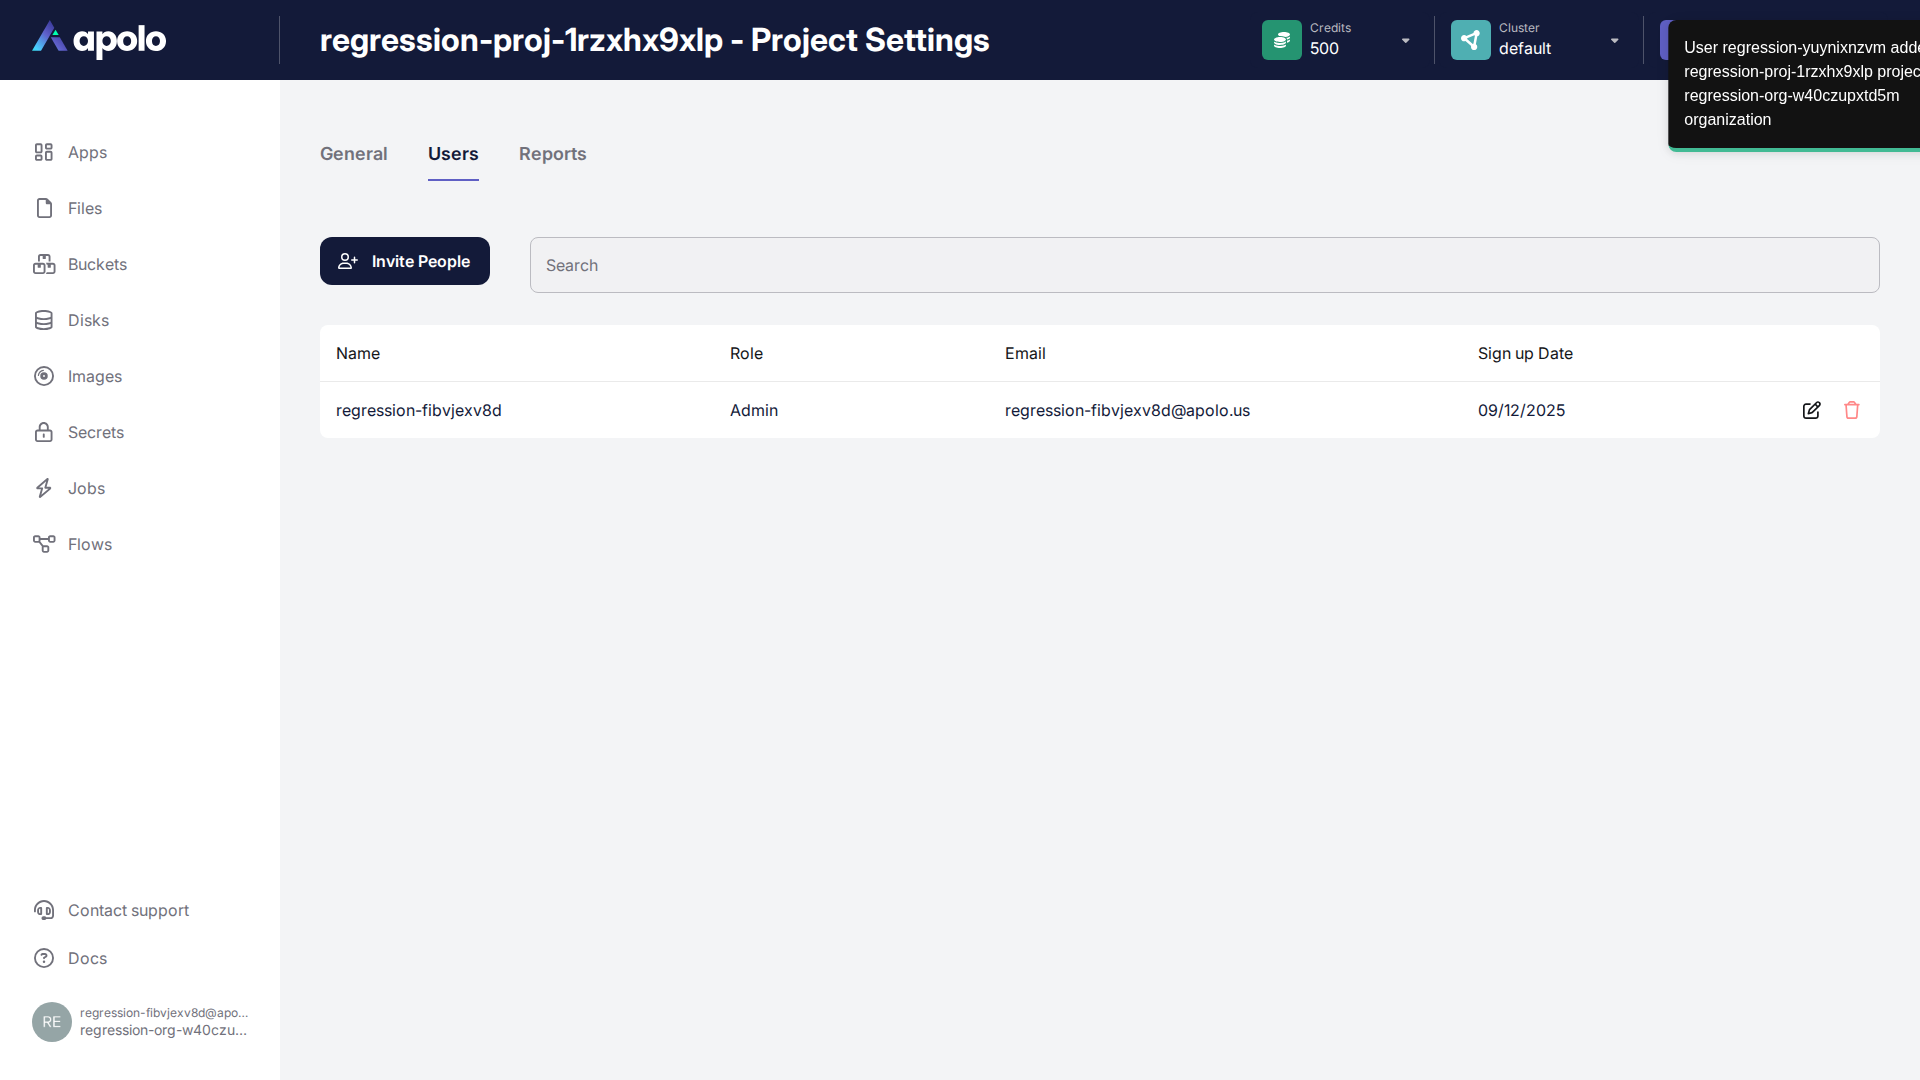 apolo
regression-proj-1rzxhx9xlp - Project Settings
Credits
500
Cluster
default
User regression-yuynixnzvm adde
regression-proj-1rzxhx9xlp projec
regression-org-w40czupxtd5m
organization
Apps
Files
Buckets
Disks
Images
Secrets
Jobs
Flows
General Users Reports
Invite People
Search
Name Role Email Sign up Date
regression-fibvjexv8d Admin regression-fibvjexv8d@apolo.us 09/12/2025
Contact support
Docs
RE
regression-fibvjexv8d@apo...
regression-org-w40czu...